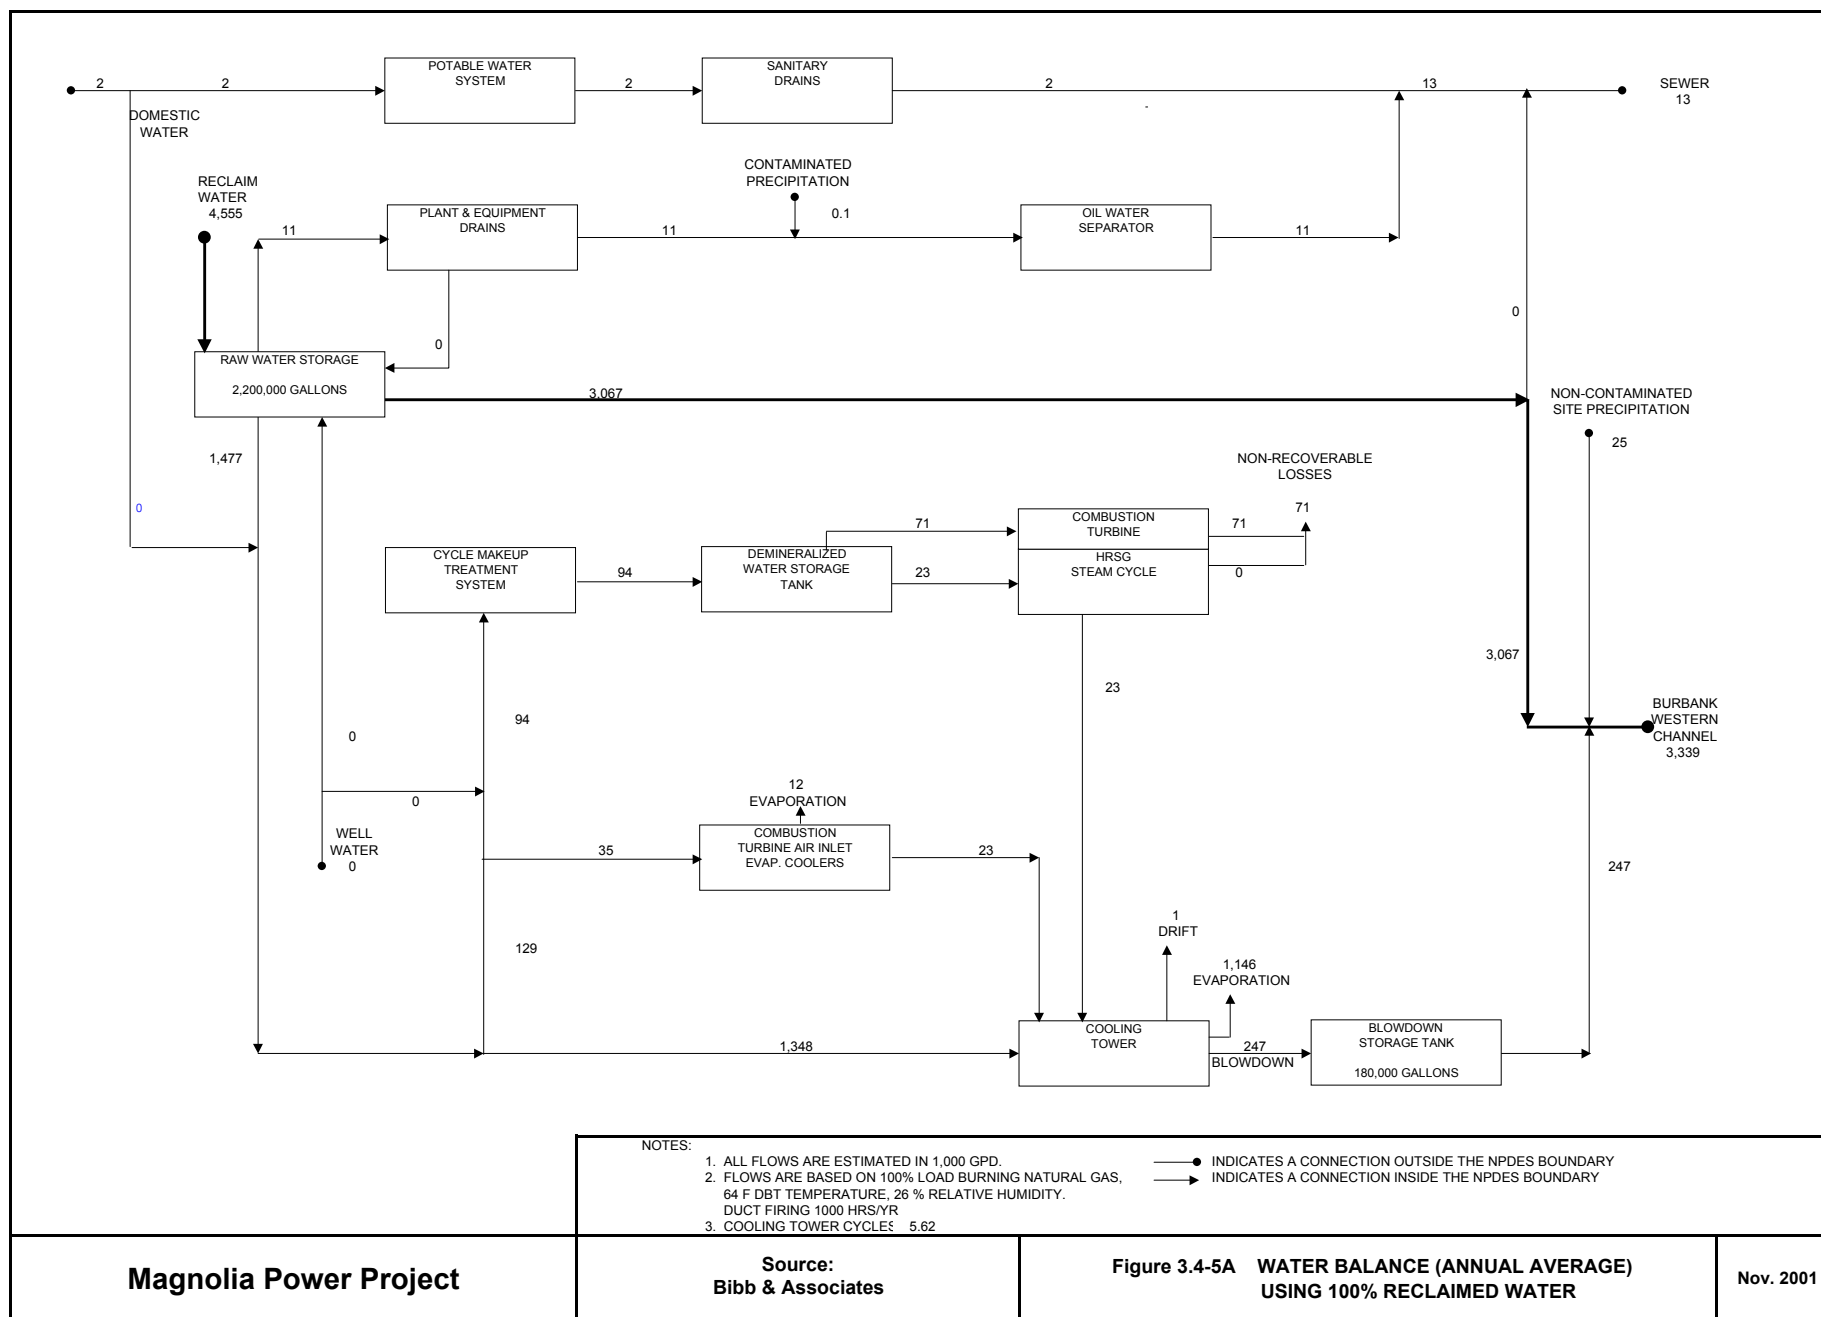 2
2
POTABLE WATER
SYSTEM
2
SANITARY
DRAINS
2
13
SEWER
13
DOMESTIC
WATER
RECLAIM
WATER
4,555
11
PLANT & EQUIPMENT
DRAINS
11
CONTAMINATED
PRECIPITATION
0.1
OIL WATER
SEPARATOR
11
0
0
RAW WATER STORAGE
2,200,000 GALLONS
3,067
NON-CONTAMINATED
SITE PRECIPITATION
25
1,477
0
NON-RECOVERABLE
LOSSES
71
CYCLE MAKEUP
TREATMENT
SYSTEM
94
DEMINERALIZED
WATER STORAGE
TANK
71
23
COMBUSTION
TURBINE
HRSG
STEAM CYCLE
71
0
3,067
23
94
0
0
BURBANK
WESTERN
CHANNEL
3,339
WELL
WATER
0
12
EVAPORATION
35
COMBUSTION
TURBINE AIR INLET
EVAP. COOLERS
23
247
129
1
DRIFT
1,146
EVAPORATION
1,348
COOLING
TOWER
247
BLOWDOWN
BLOWDOWN
STORAGE TANK
180,000 GALLONS
NOTES:
1. ALL FLOWS ARE ESTIMATED IN 1,000 GPD.
2. FLOWS ARE BASED ON 100% LOAD BURNING NATURAL GAS,
64 F DBT TEMPERATURE, 26 % RELATIVE HUMIDITY.
DUCT FIRING 1000 HRS/YR
3. COOLING TOWER CYCLES 5.62
INDICATES A CONNECTION OUTSIDE THE NPDES BOUNDARY
INDICATES A CONNECTION INSIDE THE NPDES BOUNDARY
Magnolia Power Project
Source:
Bibb & Associates
Figure 3.4-5A WATER BALANCE (ANNUAL AVERAGE)
USING 100% RECLAIMED WATER
Nov. 2001